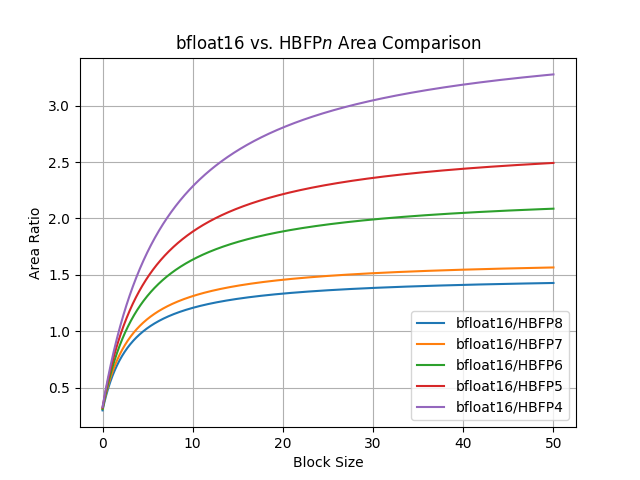 bfloat16 vs. HBFPn Area Comparison
Area Ratio
3.0
2.5
2.0
1.5
1.0
0.5
bfloat16/HBFP8
bfloat16/HBFP7
bfloat16/HBFP6
bfloat16/HBFP5
bfloat16/HBFP4
0 10 20 30 40 50
Block Size